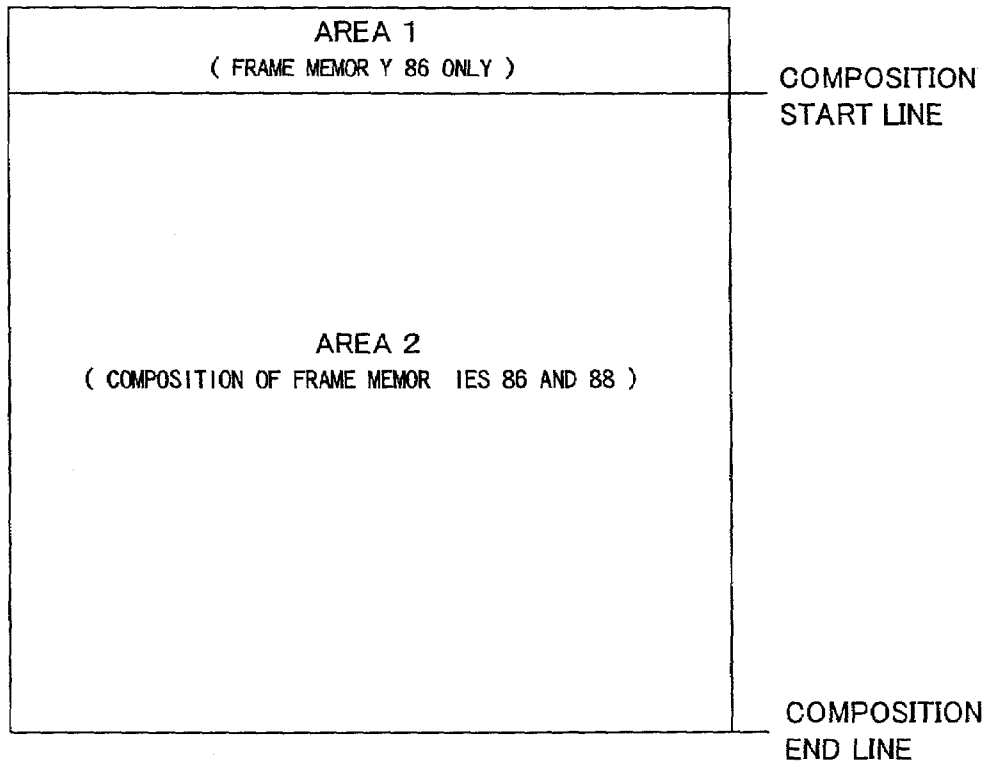 AREA 1
( FRAME MEMOR Y 86 ONLY )
COMPOSITION
START LINE
AREA 2
( COMPOSITION OF FRAME MEMOR IES 86 AND 88 )
COMPOSITION
END LINE